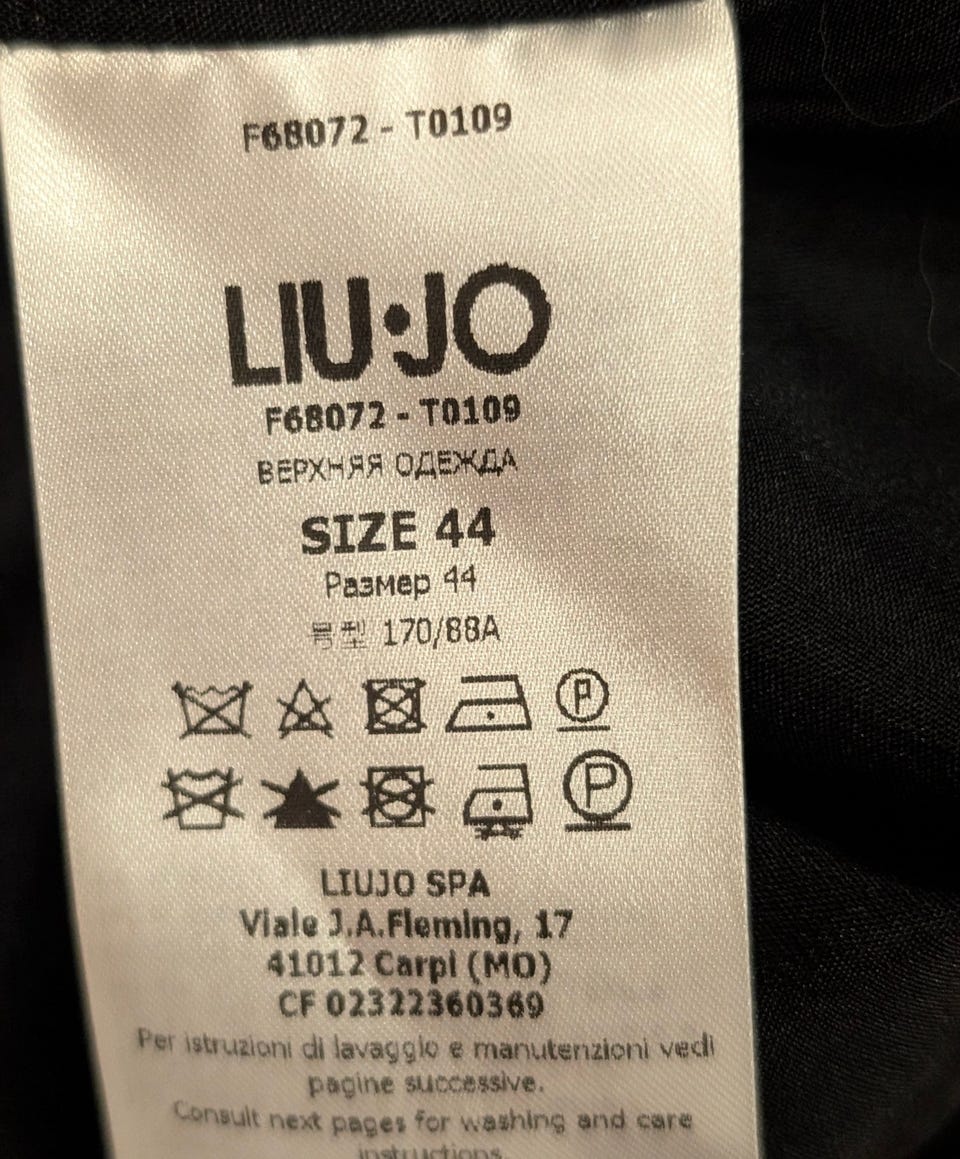 F68072 - T0109
LIU·JO
F68072 - T0109
ВЕРХНЯЯ ОДЕЖДА
SIZE 44
Размер 44
号型 170/88A
P
P
LIUJO SPA
Viale J.A.Fleming, 17
41012 Carpi (MO)
CF 02322360369
Per istruzioni di lavaggio e manutenzioni vedi
pagine successive.
Consult next pages for washing and care
instructions.